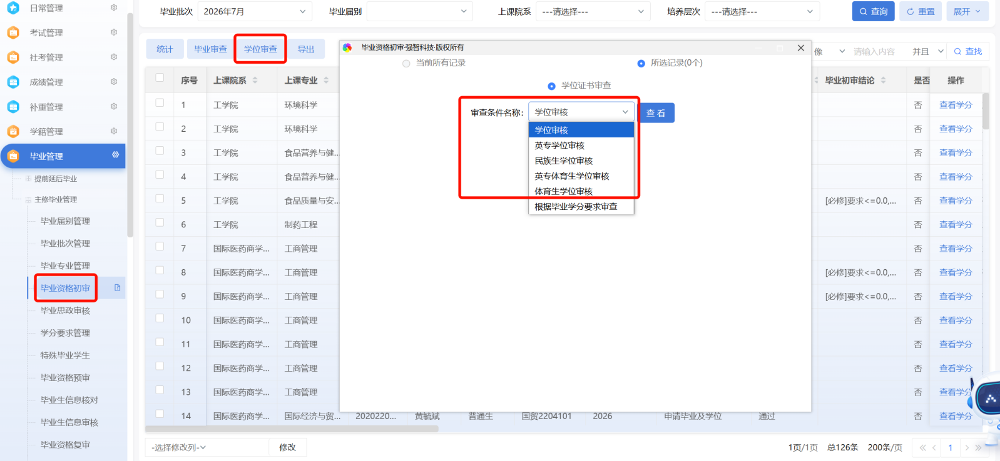 日常管理
考试管理
社考管理
成绩管理
补重管理
学籍管理
毕业管理
提前延后毕业
主修毕业管理
毕业届别管理
毕业批次管理
毕业专业管理
毕业资格初审
毕业思政审核
学分要求管理
特殊毕业学生
毕业资格预审
毕业生信息核对
毕业生信息审核
毕业资格复审
毕业批次 2026年7月 毕业届别 上课院系 ---请选择--- 培养层次 ---请选择--- 查询 重置 展开
统计 毕业审查 学位审查 导出
像 请输入内容 并且 查找
毕业资格初审-强智科技-版权所有
当前所有记录 所选记录(0个)
学位证书审查
审查条件名称: 学位审核 查 看
学位审核
英专学位审核
民族生学位审核
英专体育生学位审核
体育生学位审核
根据毕业学分要求审查
序号 上课院系 上课专业 毕业初审结论 是否 操作
1 工学院 环境科学 否 查看学分
2 工学院 环境科学 否 查看学分
3 工学院 食品营养与健... 否 查看学分
4 工学院 食品营养与健... 否 查看学分
5 工学院 食品质量与安... [必修]要求<=0.0,... 否 查看学分
6 工学院 制药工程 否 查看学分
7 国际医药商学... 工商管理 否 查看学分
8 国际医药商学... 工商管理 [必修]要求<=0.0,... 否 查看学分
9 国际医药商学... 工商管理 [必修]要求<=0.0,... 否 查看学分
10 国际医药商学... 工商管理 否 查看学分
11 国际医药商学... 工商管理 否 查看学分
12 国际医药商学... 工商管理 否 查看学分
13 国际医药商学... 工商管理 否 查看学分
14 国际医药商学... 国际经济与贸... 2020220... 黄毓斌 普通生 国贸2204101 2026 申请毕业及学位 通过 否 查看学分
-选择修改列- 修改
1页/1页 总126条 200条/页 1